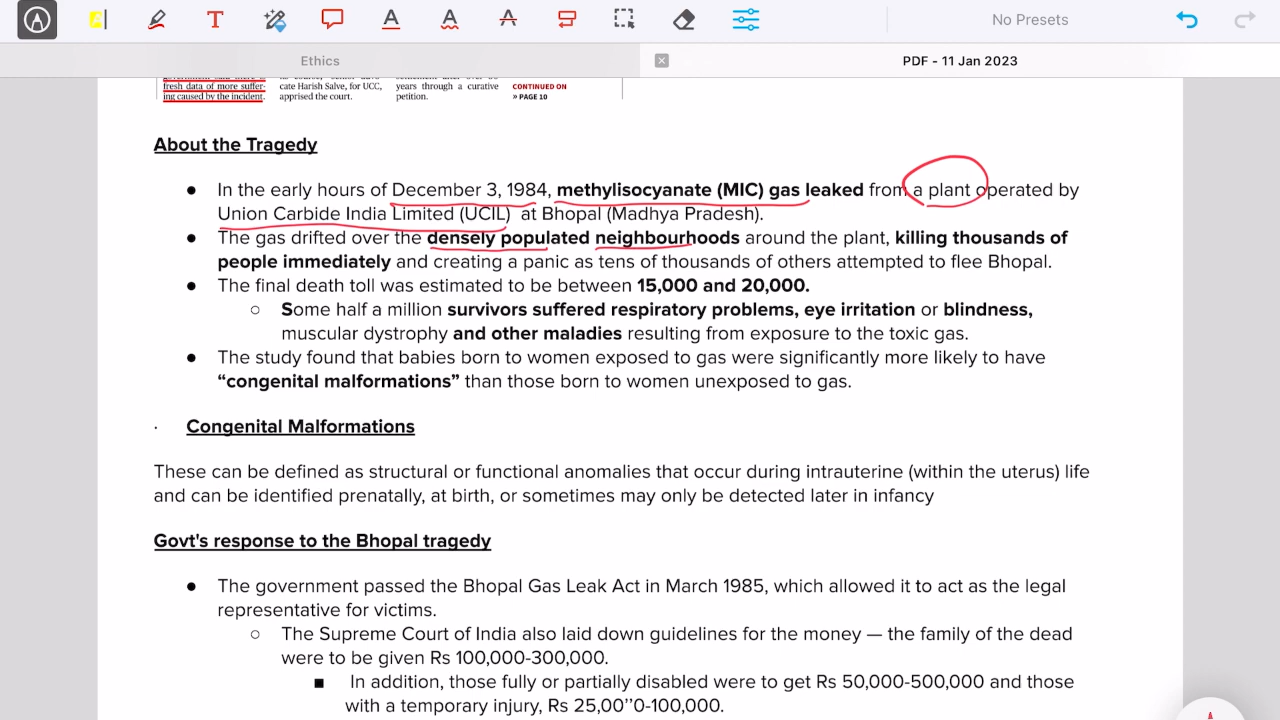 No Presets
Ethics
PDF - 11 Jan 2023
fresh data of more suffer-
ing caused by the incident.
cate Harish Salve, for UCC,
apprised the court.
years through a curative
petition.
CONTINUED ON
» PAGE 10
About the Tragedy
● In the early hours of December 3, 1984, methylisocyanate (MIC) gas leaked from a plant operated by
Union Carbide India Limited (UCIL) at Bhopal (Madhya Pradesh).
● The gas drifted over the densely populated neighbourhoods around the plant, killing thousands of
people immediately and creating a panic as tens of thousands of others attempted to flee Bhopal.
● The final death toll was estimated to be between 15,000 and 20,000.
○ Some half a million survivors suffered respiratory problems, eye irritation or blindness,
muscular dystrophy and other maladies resulting from exposure to the toxic gas.
● The study found that babies born to women exposed to gas were significantly more likely to have
“congenital malformations” than those born to women unexposed to gas.
· Congenital Malformations
These can be defined as structural or functional anomalies that occur during intrauterine (within the uterus) life
and can be identified prenatally, at birth, or sometimes may only be detected later in infancy
Govt's response to the Bhopal tragedy
● The government passed the Bhopal Gas Leak Act in March 1985, which allowed it to act as the legal
representative for victims.
○ The Supreme Court of India also laid down guidelines for the money — the family of the dead
were to be given Rs 100,000-300,000.
■ In addition, those fully or partially disabled were to get Rs 50,000-500,000 and those
with a temporary injury, Rs 25,00’’0-100,000.